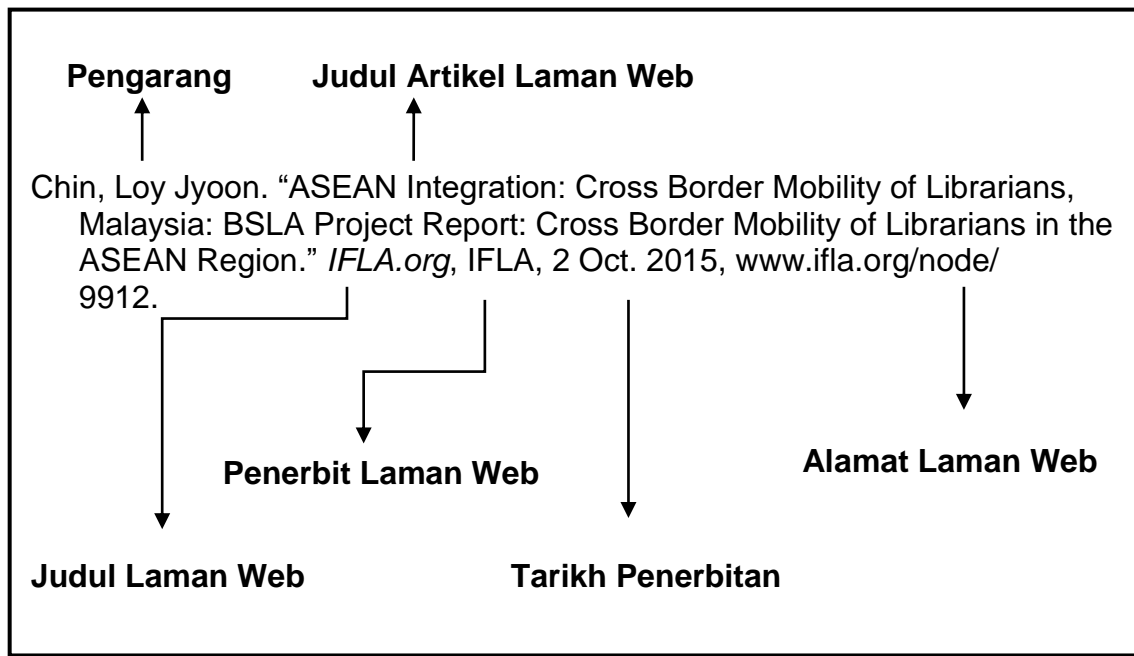 Pengarang Judul Artikel Laman Web
Chin, Loy Jyoon. “ASEAN Integration: Cross Border Mobility of Librarians,
Malaysia: BSLA Project Report: Cross Border Mobility of Librarians in the
ASEAN Region.” IFLA.org, IFLA, 2 Oct. 2015, www.ifla.org/node/
9912.
Penerbit Laman Web Alamat Laman Web
Judul Laman Web Tarikh Penerbitan